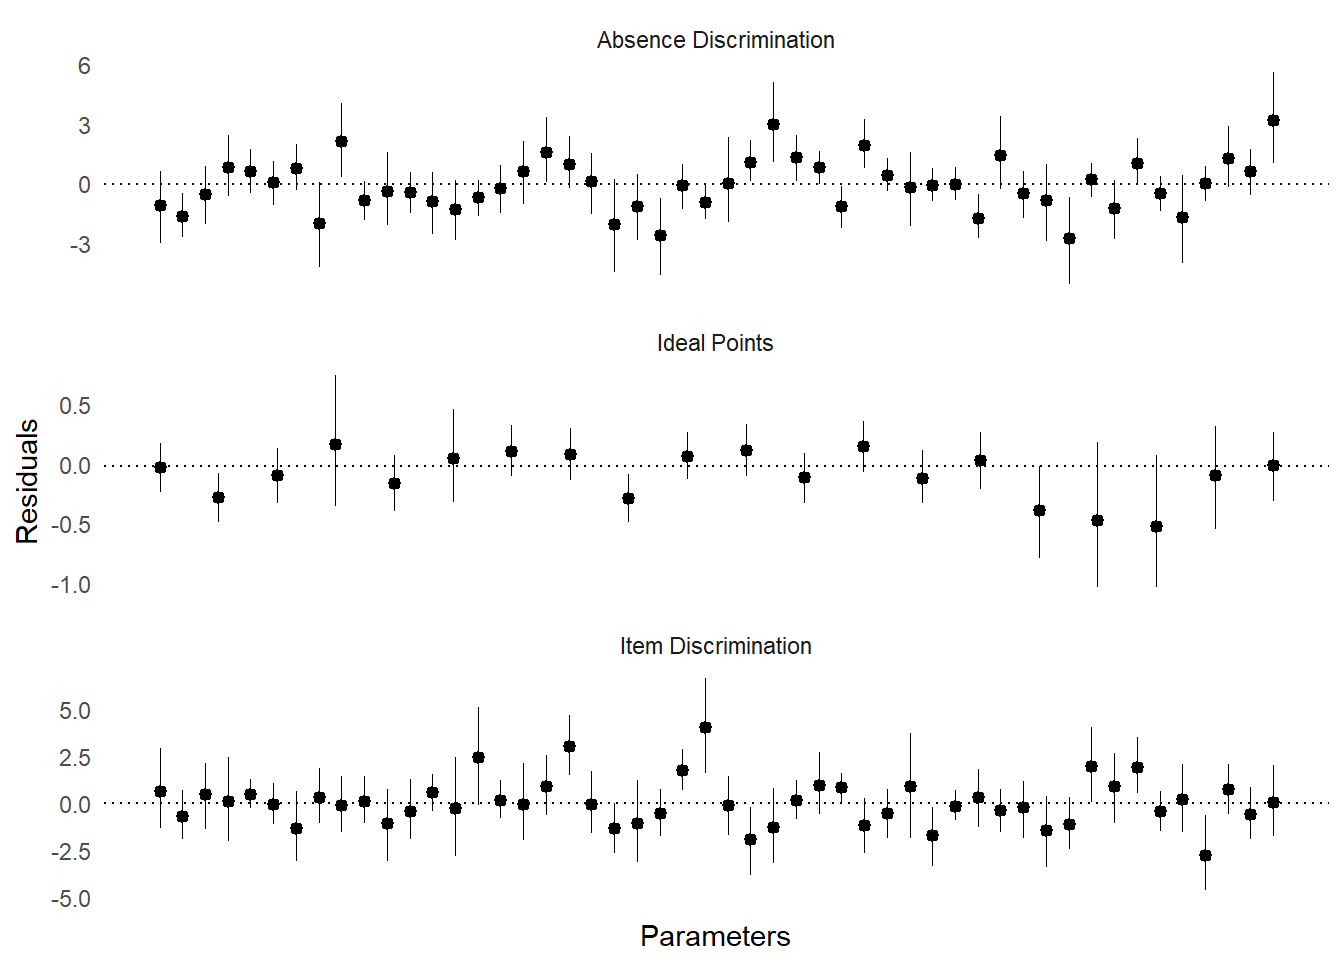 Absence Discrimination
6
3
0
-3
Ideal Points
0.5
0.0
-0.5
-1.0
Residuals
Item Discrimination
5.0
2.5
0.0
-2.5
-5.0
Parameters